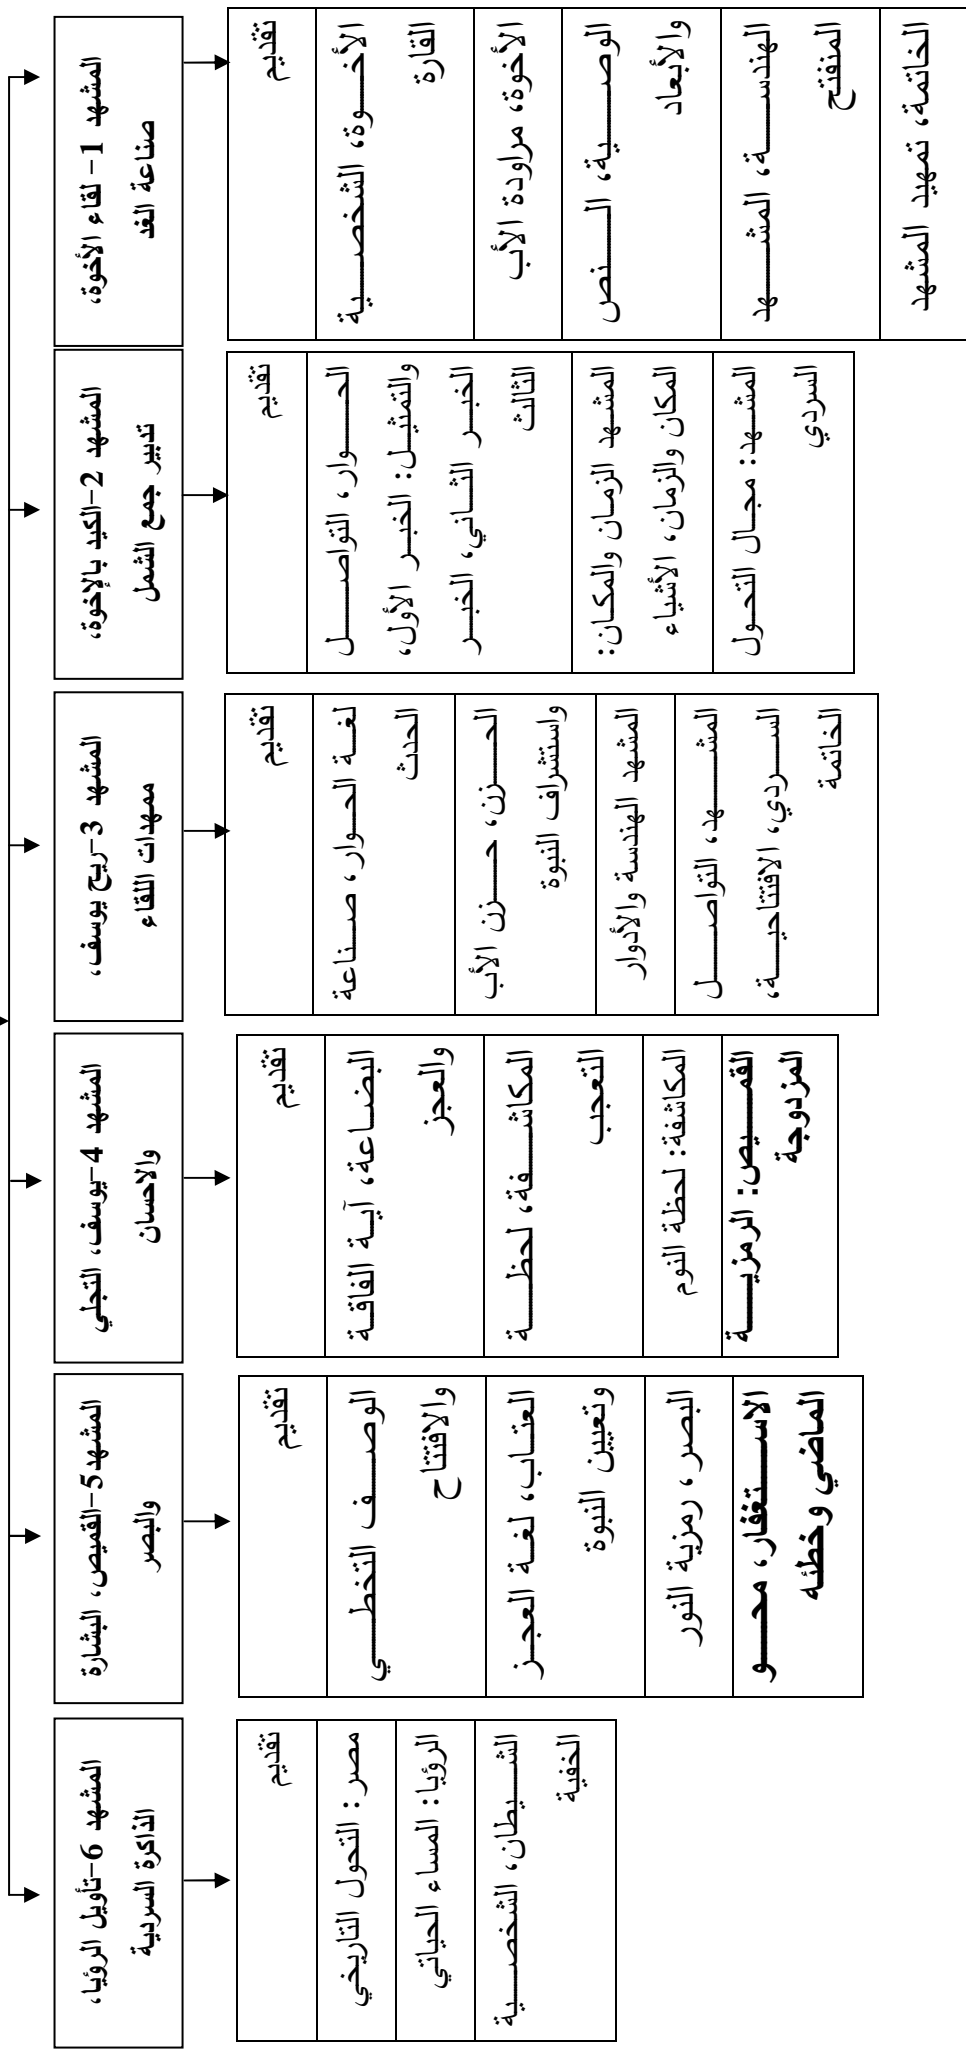 المشهد 1- لقاء الأخوة،
صناعة الغد
تقديم
الأخوة، الشخصية
القارة
الأخوة، مراودة الأب
الوصية، النص
والأبعاد
الهندسة، المشهد
المنفتح
الخاتمة، تمهيد المشهد
المشهد 2-الكيد بالإخوة،
تدبير جمع الشمل
تقديم
الحوار، التواصل
والتمثيل: الخبر الأول،
الخبر الثاني، الخبر
الثالث
المشهد الزمان والمكان:
المكان والزمان، الأشياء
المشهد: مجال التحول
السردي
المشهد 3-ريح يوسف،
ممهدات اللقاء
تقديم
لغة الحوار، صناعة
الحدث
الحزن، حزن الأب
واستشراف النبوة
المشهد الهندسة والأدوار
المشهد، التواصل
السردي، الافتتاحية،
الخاتمة
المشهد 4-يوسف، التجلي
والاحسان
تقديم
البضاعة، آية الفاقة
والعجز
المكاشفة، لحظة
التعجب
المكاشفة: لحظة النوم
القميص: الرمزية
المزدوجة
المشهد5-القميص، البشارة
والبصر
تقديم
الوصف التخطي
والافتتاح
العتاب، لغة العجز
وتعيين النبوة
البصر، رمزية النور
الاستغفار، محو
الماضي وخطئه
المشهد 6-تأويل الرؤيا،
الذاكرة السردية
تقديم
مصر: التحول التاريخي
الرؤيا: المساء الحياتي
الشيطان، الشخصية
الخفية